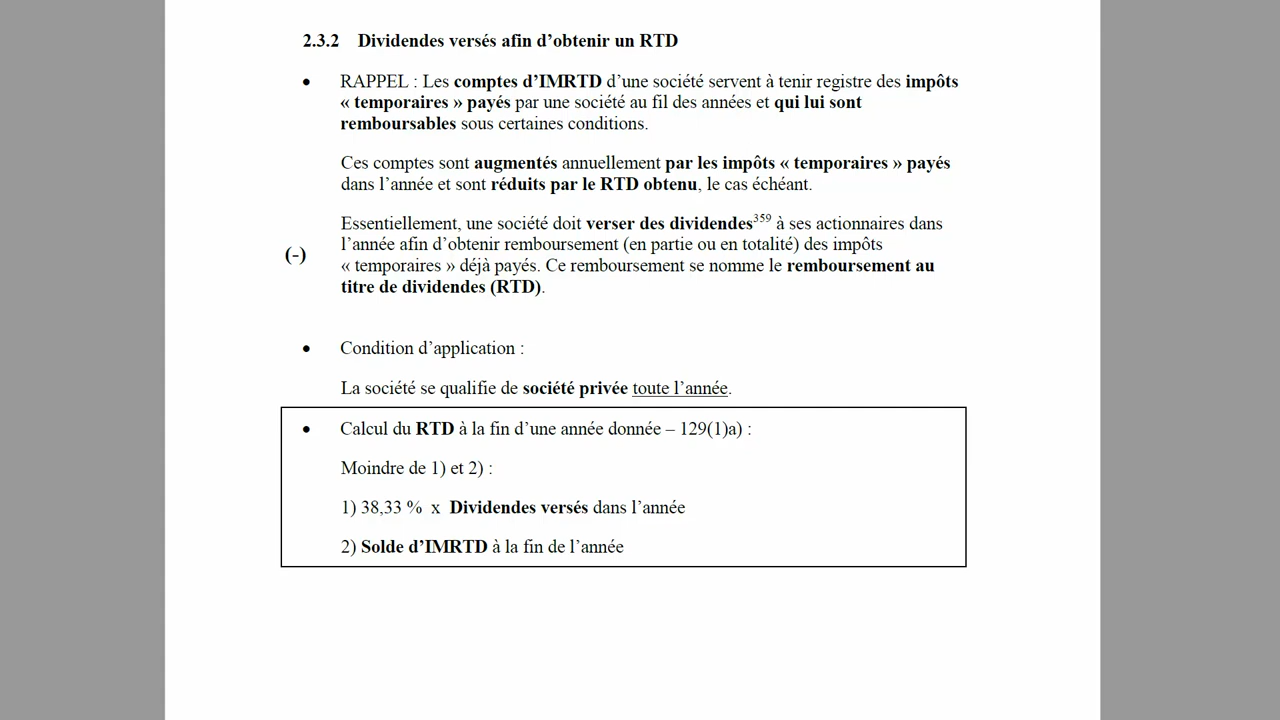 2.3.2 Dividendes versés afin d’obtenir un RTD
• RAPPEL : Les comptes d’IMRTD d’une société servent à tenir registre des impôts
« temporaires » payés par une société au fil des années et qui lui sont
remboursables sous certaines conditions.
Ces comptes sont augmentés annuellement par les impôts « temporaires » payés
dans l’année et sont réduits par le RTD obtenu, le cas échéant.
Essentiellement, une société doit verser des dividendes359 à ses actionnaires dans
l’année afin d’obtenir remboursement (en partie ou en totalité) des impôts
(-)
« temporaires » déjà payés. Ce remboursement se nomme le remboursement au
titre de dividendes (RTD).
• Condition d’application :
La société se qualifie de société privée toute l’année.
• Calcul du RTD à la fin d’une année donnée – 129(1)a) :
Moindre de 1) et 2) :
1) 38,33 % x Dividendes versés dans l’année
2) Solde d’IMRTD à la fin de l’année